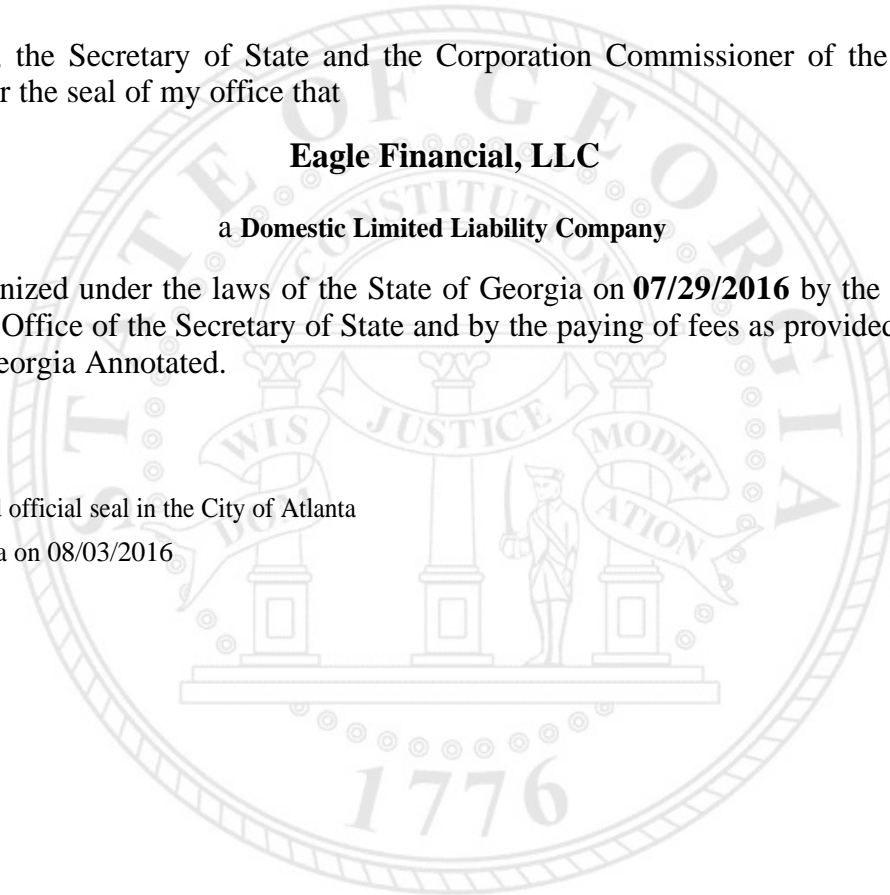 , the Secretary of State and the Corporation Commissioner of the
r the seal of my office that
Eagle Financial, LLC
a Domestic Limited Liability Company
nized under the laws of the State of Georgia on 07/29/2016 by the
Office of the Secretary of State and by the paying of fees as provided
eorgia Annotated.
l official seal in the City of Atlanta
a on 08/03/2016
STATE OF GEORGIA
CONSTITUTION
WIS
DOM
JUSTICE
MODER
ATION
1776